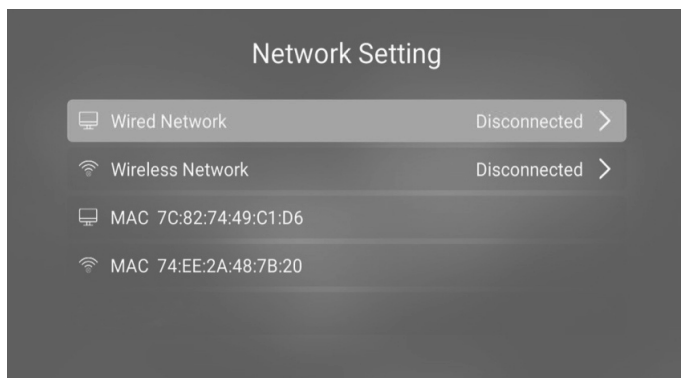 Network Setting
Wired Network Disconnected
Wireless Network Disconnected
MAC 7C:82:74:49:C1:D6
MAC 74:EE:2A:48:7B:20